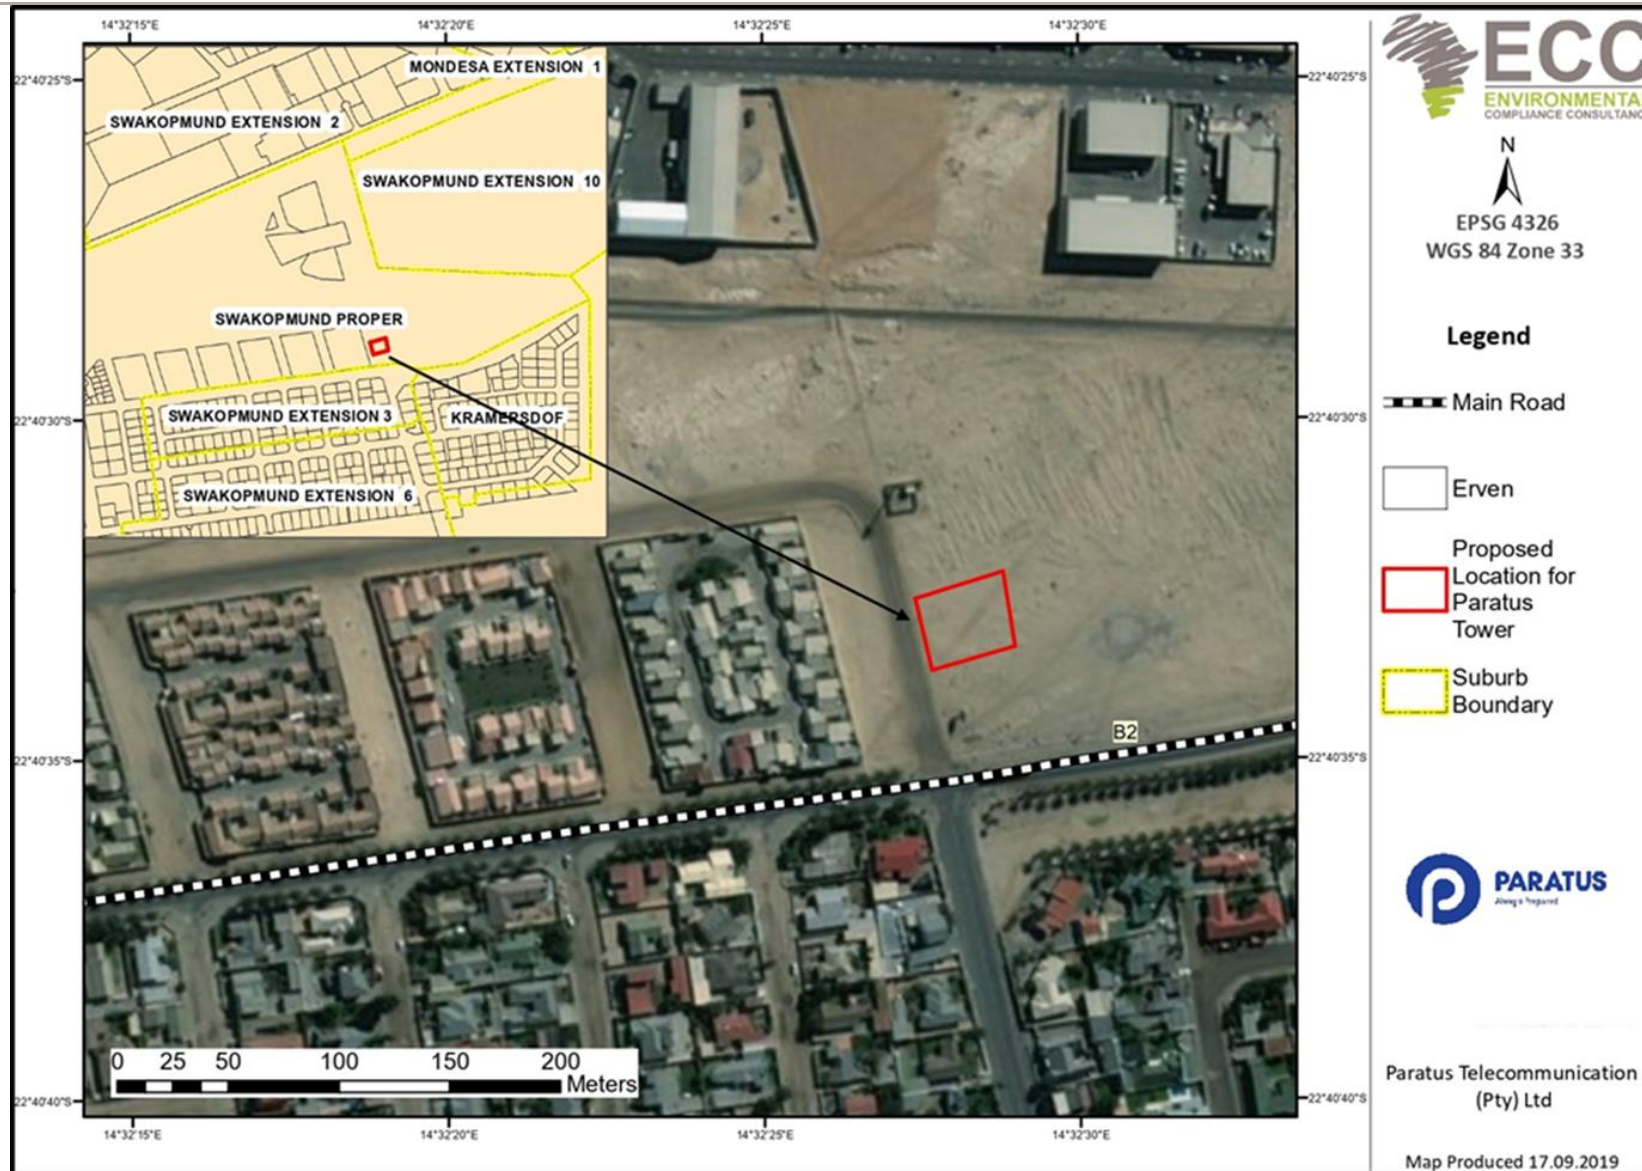 14°32'15"E
14°32'20"E
14°32'25"E
14°32'30"E
22°40'25"S
22°40'25"S
22°40'30"S
22°40'30"S
22°40'35"S
22°40'35"S
22°40'40"S
22°40'40"S
14°32'15"E
14°32'20"E
14°32'25"E
14°32'30"E
MONDESA EXTENSION 1
SWAKOPMUND EXTENSION 2
SWAKOPMUND EXTENSION 10
SWAKOPMUND PROPER
SWAKOPMUND EXTENSION 3
KRAMERSDOF
SWAKOPMUND EXTENSION 6
B2
0 25 50 100 150 200
Meters
ECC
ENVIRONMENTAL
COMPLIANCE CONSULTANC
N
EPSG 4326
WGS 84 Zone 33
Legend
Main Road
Erven
Proposed
Location for
Paratus
Tower
Suburb
Boundary
PARATUS
Always Prepared
Paratus Telecommunication
(Pty) Ltd
Map Produced 17.09.2019